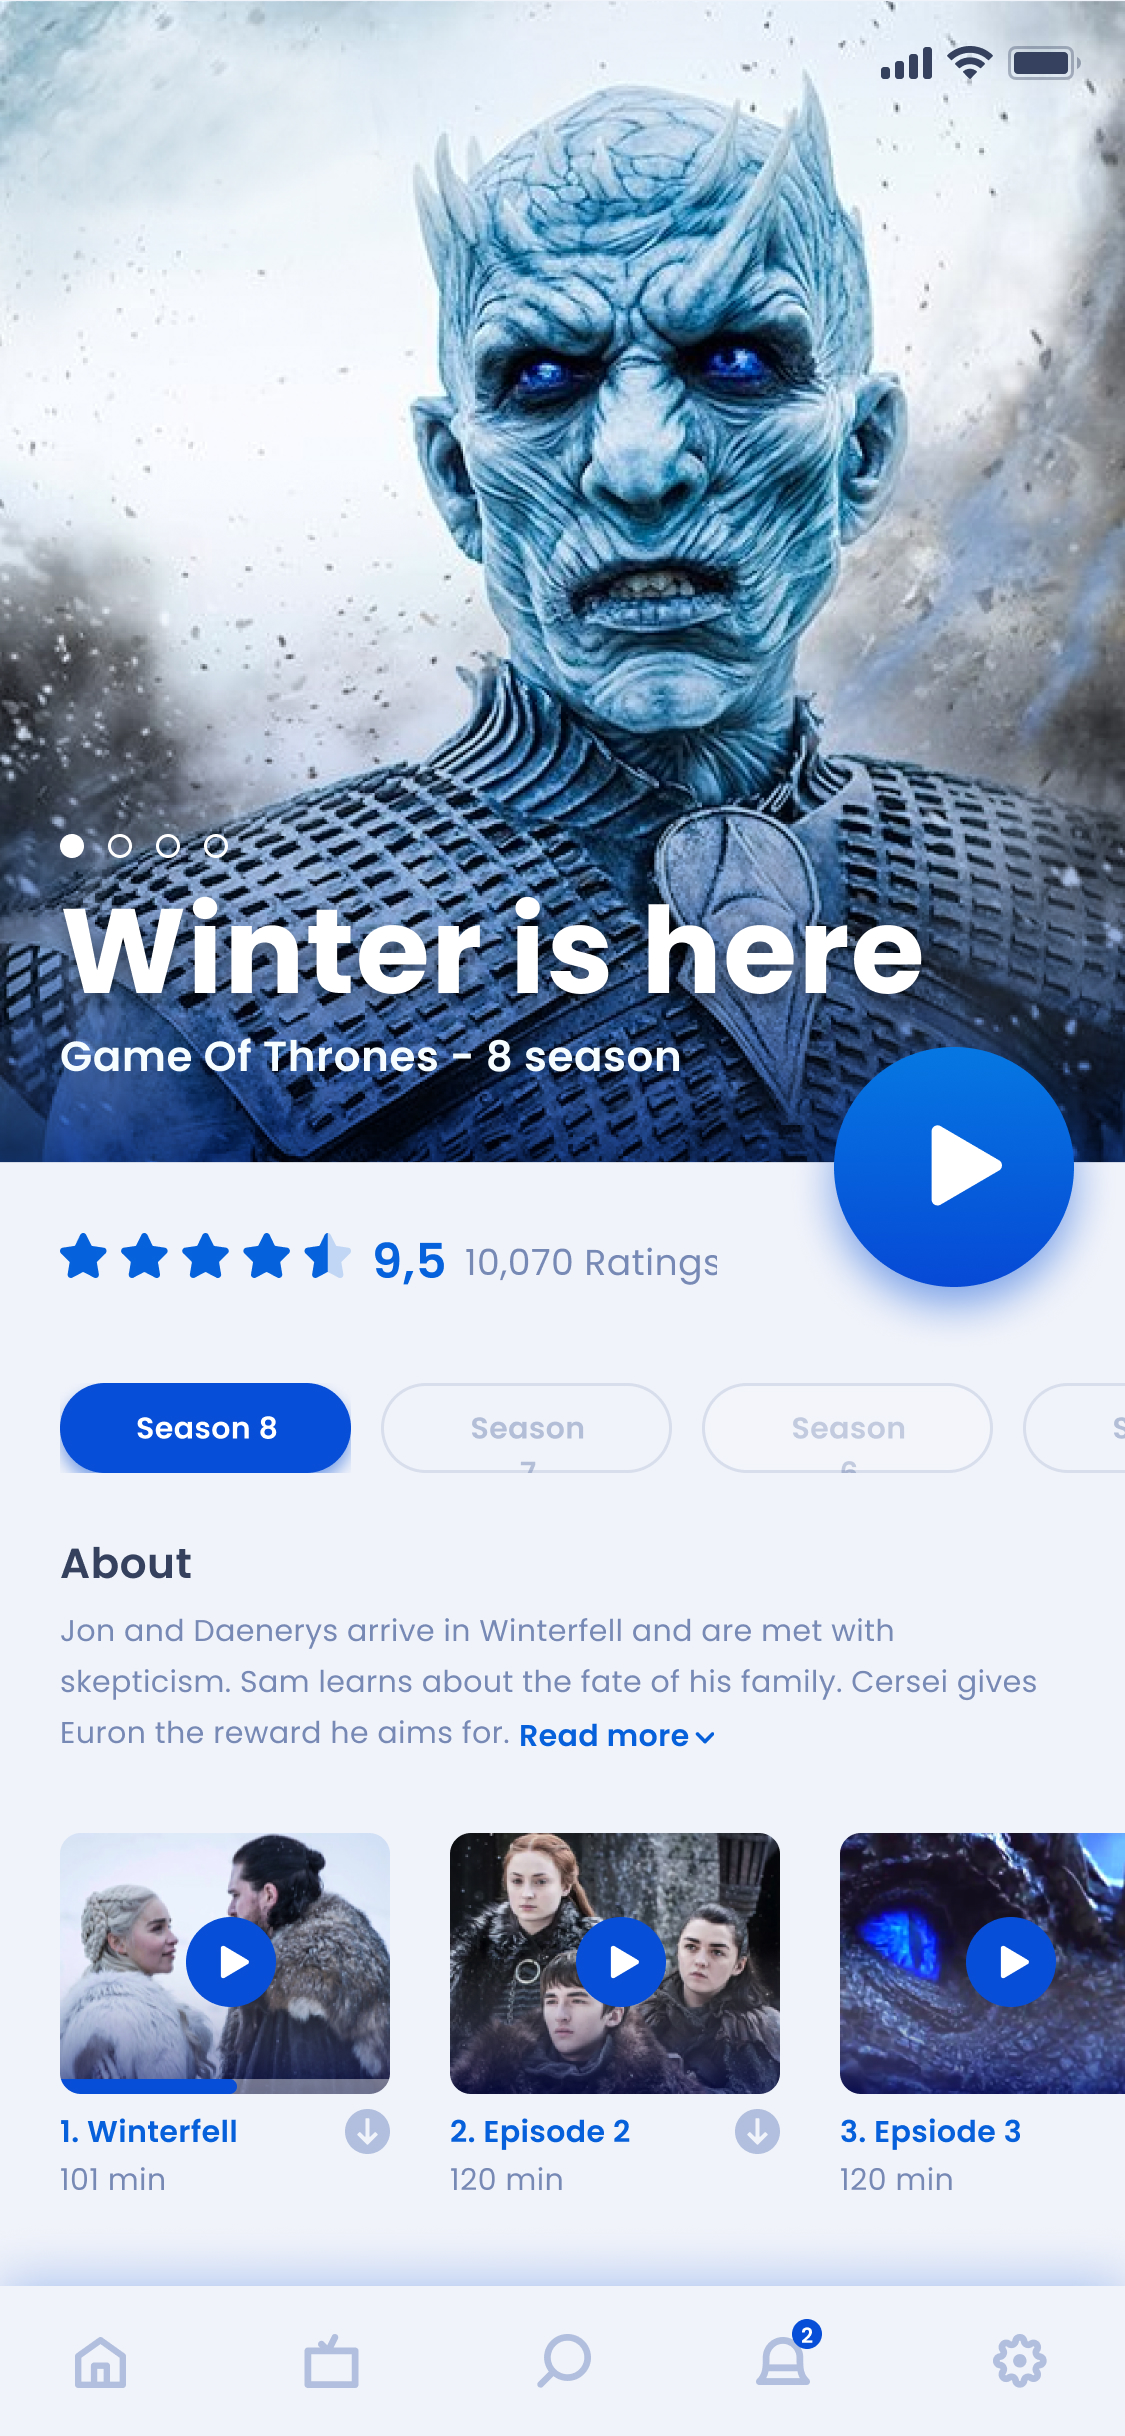 Winter is here
Game Of Thrones - 8 season
9,5 10,070 Ratings
Season 8
Season
7
Season
6
S
About
Jon and Daenerys arrive in Winterfell and are met with
skepticism. Sam learns about the fate of his family. Cersei gives
Euron the reward he aims for. Read more
1. Winterfell
101 min
2. Episode 2
120 min
3. Epsiode 3
120 min
2